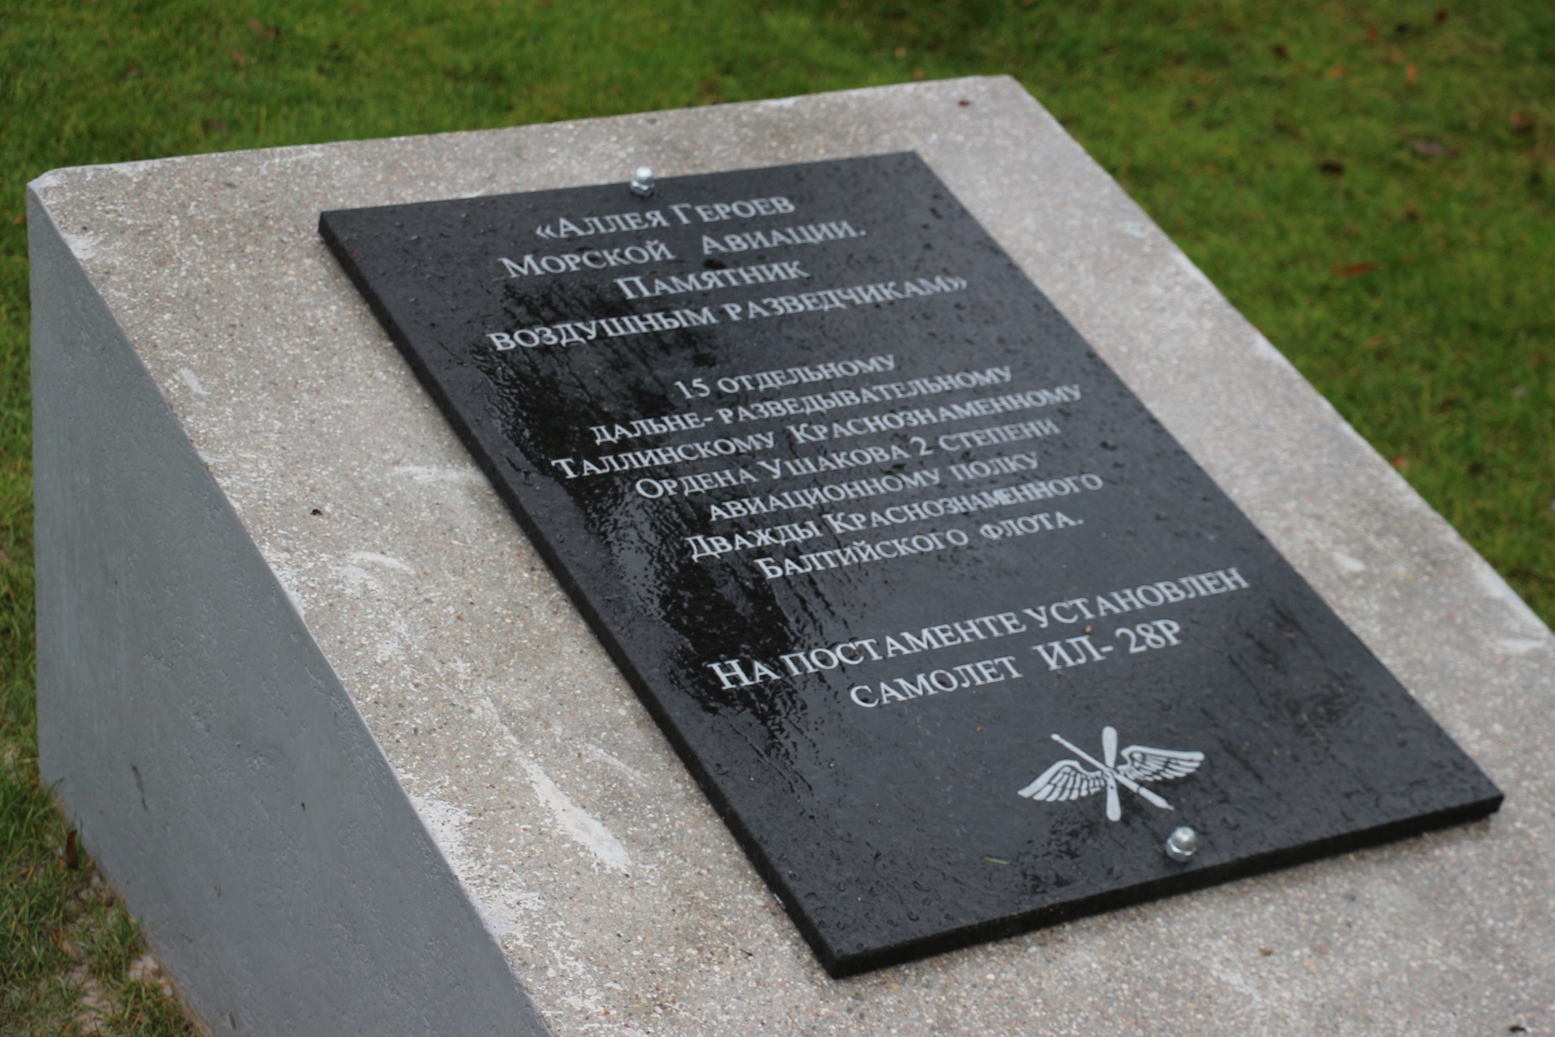 «Аллея Героев
Морской Авиации.
Памятник
воздушным разведчикам»
15 отдельному
дальне- разведывательному
Таллинскому Краснознаменному
Ордена Ушакова 2 степени
авиационному полку
Дважды Краснознаменного
Балтийского флота.
На постаменте установлен
самолет ИЛ- 28Р